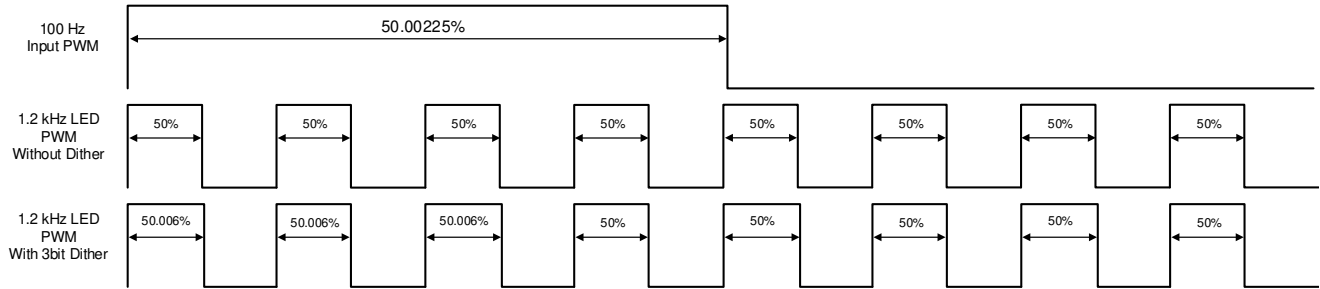 100 Hz
Input PWM
50.00225%
1.2 kHz LED
PWM
Without Dither
50% 50% 50% 50% 50% 50% 50% 50%
1.2 kHz LED
PWM
With 3bit Dither
50.006% 50.006% 50.006% 50% 50% 50% 50% 50%